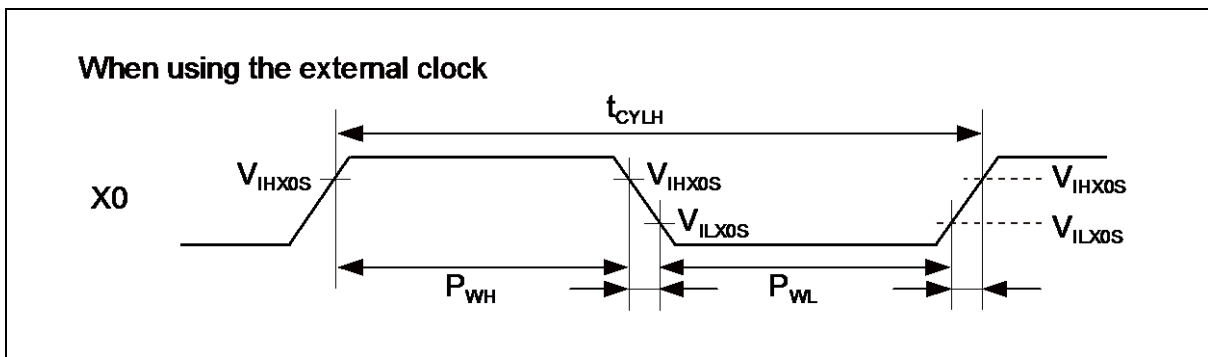 When using the external clock
tCYLH
VIHX0S VIHX0S VIHX0S
X0
VILX0S VILX0S
PWH PWL